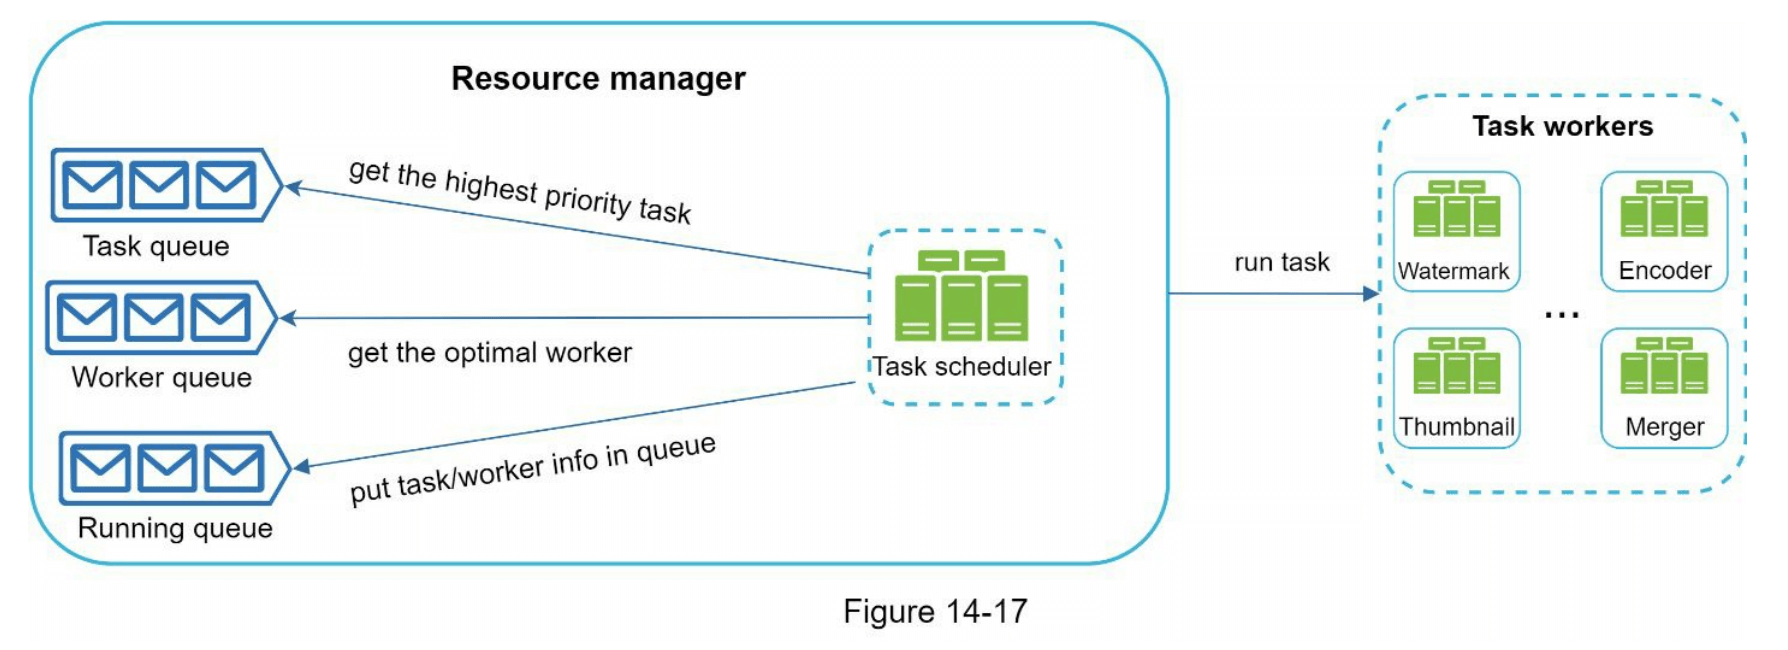 Resource manager
Task queue
get the highest priority task
Worker queue
get the optimal worker
Running queue
put task/worker info in queue
Task scheduler
run task
Task workers
Watermark
Encoder
...
Thumbnail
Merger
Figure 14-17